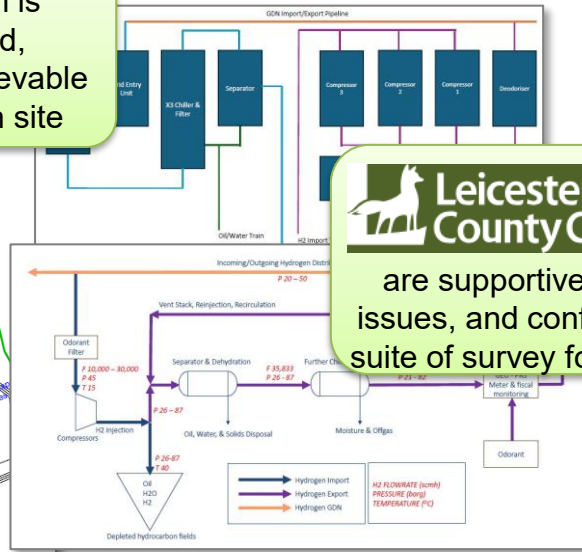 is
d,
evable
n site
GDN Import/Export Pipeline
id Entry
Unit
X3 Chiller &
Filter
Separator
Compressor
3
Compressor
2
Compressor
1
Deodoriser
Oil/Water Train
H2 Import
Leiceste
County C
are supportive
issues, and conf
suite of survey fo
Incoming/Outgoing Hydrogen Distri
P 20 – 50
Vent Stack, Reinjection, Recirculation
Odorant
Filter
F 10,000 – 30,000
P 45
T 15
Compressors
H2 injection
P 26 – 87
Separator & Dehydration
F 35,833
P 26 - 87
Further Ch
P 21 - 82
Meter & fiscal
monitoring
Oil, Water, & Solids Disposal
Moisture & Offgas
Odorant
P 26-87
T 40
Oil
H2O
H2
Depleted hydrocarbon fields
Hydrogen Import
Hydrogen Export
Hydrogen GDN
H2 FLOWRATE (scmh)
PRESSURE (barg)
TEMPERATURE (°C)